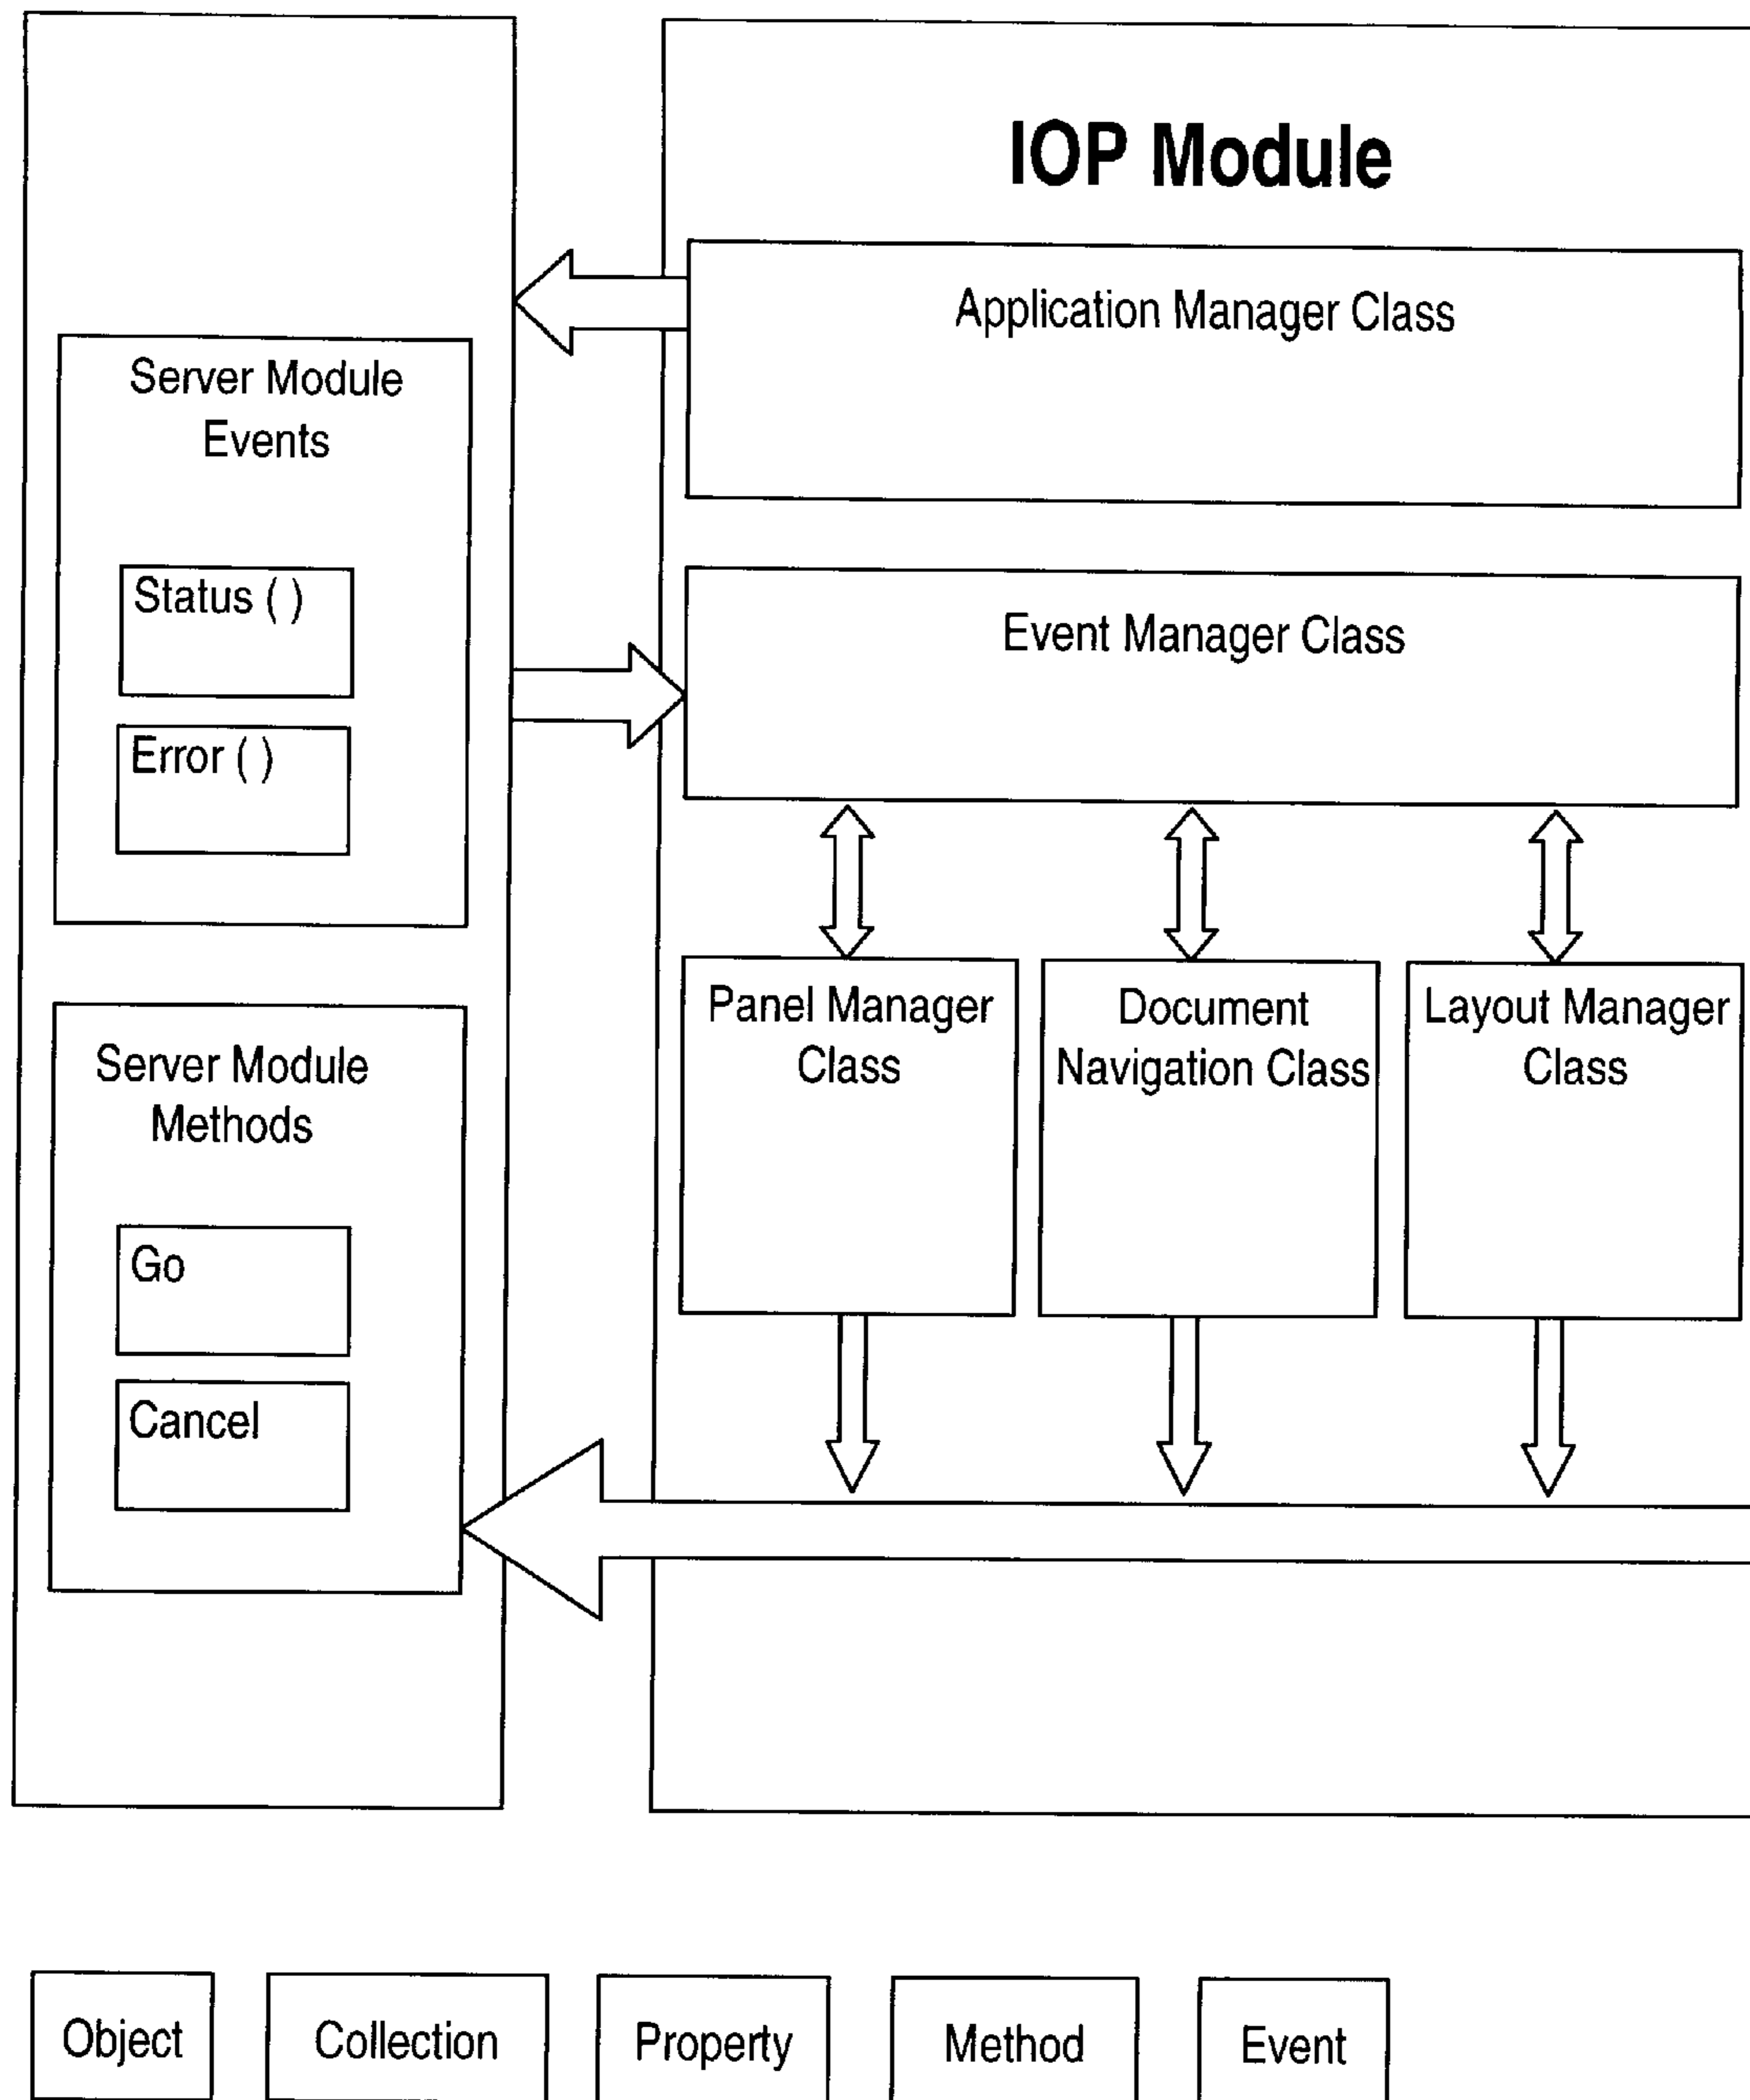 IOP Module
Application Manager Class
Server Module
Events
Status ( )
Error ( )
Event Manager Class
Panel Manager
Class
Document
Navigation Class
Layout Manager
Class
Server Module
Methods
Go
Cancel
Object
Collection
Property
Method
Event